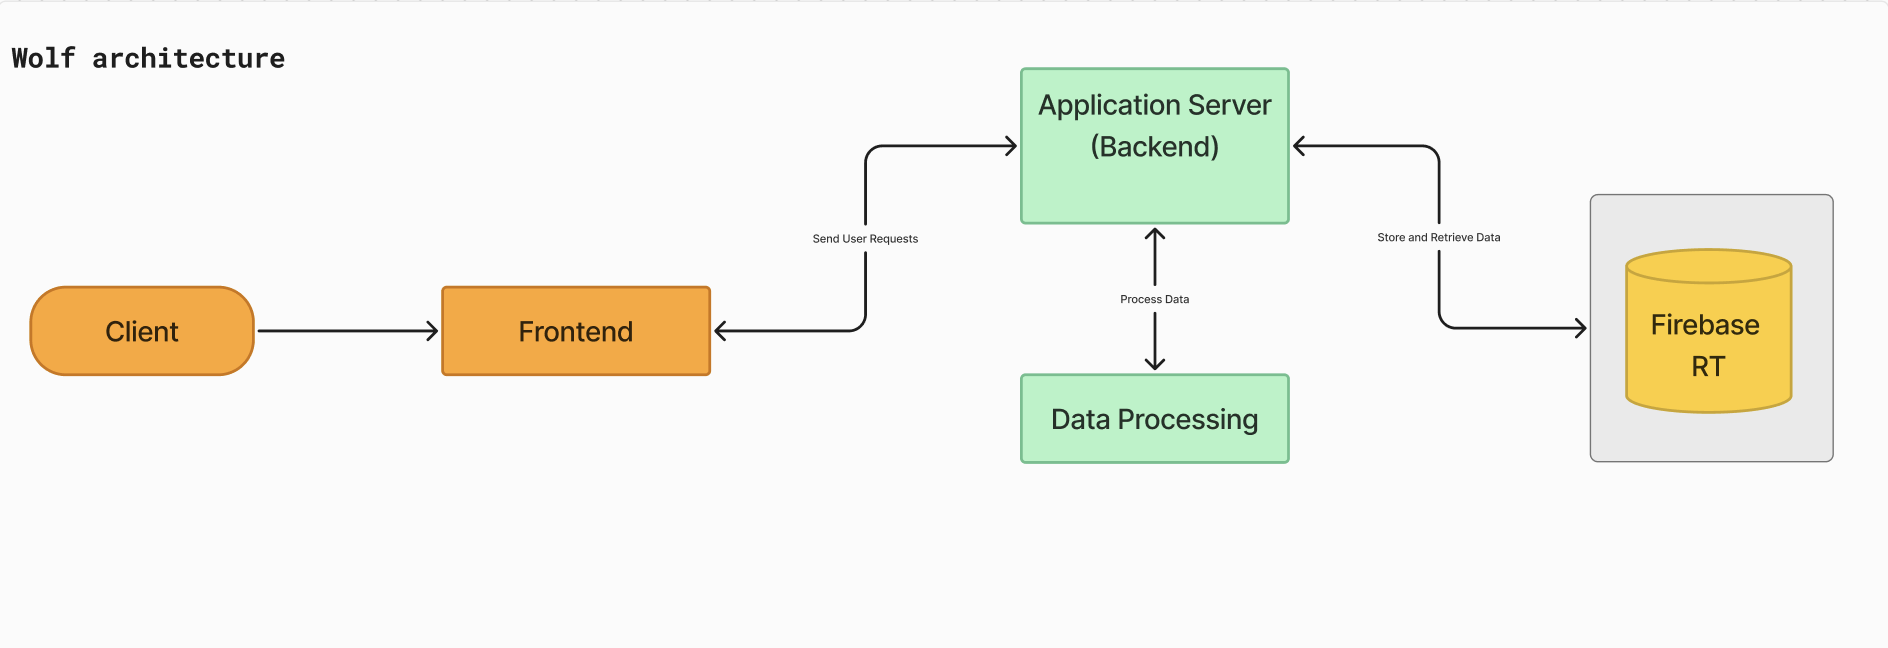 Wolf architecture
Application Server
(Backend)
Send User Requests
Store and Retrieve Data
Process Data
Client
Frontend
Firebase
RT
Data Processing